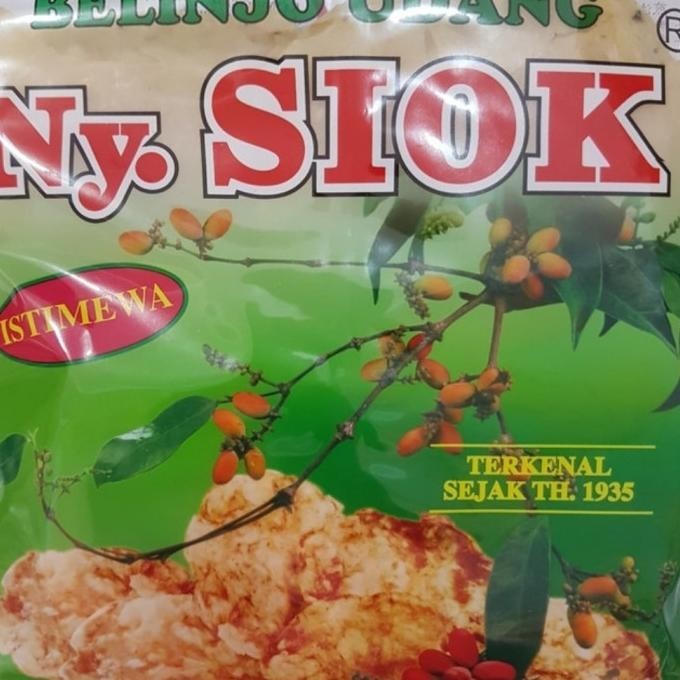 BELINJO UDANG
®
Ny. SIOK
ISTIMEWA
TERKENAL
SEJAK TH. 1935